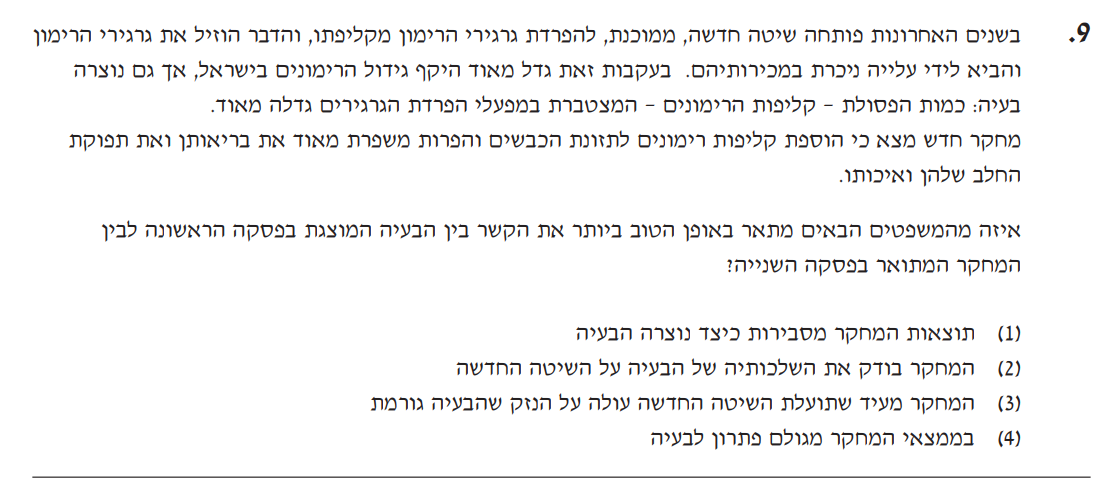 9. בשנים האחרונות פותחה שיטה חדשה, ממוכנת, להפרדת גרגירי הרימון מקליפתו, והדבר הוזיל את גרגירי הרימון
והביא לידי עלייה ניכרת במכירותיהם. בעקבות זאת גדל מאוד היקף גידול הרימונים בישראל, אך גם נוצרה
בעיה: כמות הפסולת – קליפות הרימונים – המצטברת במפעלי הפרדת הגרגירים גדלה מאוד.
מחקר חדש מצא כי הוספת קליפות רימונים לתזונת הכבשים והפרות משפרת מאוד את בריאותן ואת תפוקת
החלב שלהן ואיכותו.
איזה מהמשפטים הבאים מתאר באופן הטוב ביותר את הקשר בין הבעיה המוצגת בפסקה הראשונה לבין
המחקר המתואר בפסקה השנייה?
(1) תוצאות המחקר מסבירות כיצד נוצרה הבעיה
(2) המחקר בודק את השלכותיה של הבעיה על השיטה החדשה
(3) המחקר מעיד שתועלת השיטה החדשה עולה על הנזק שהבעיה גורמת
(4) בממצאי המחקר מגולם פתרון לבעיה